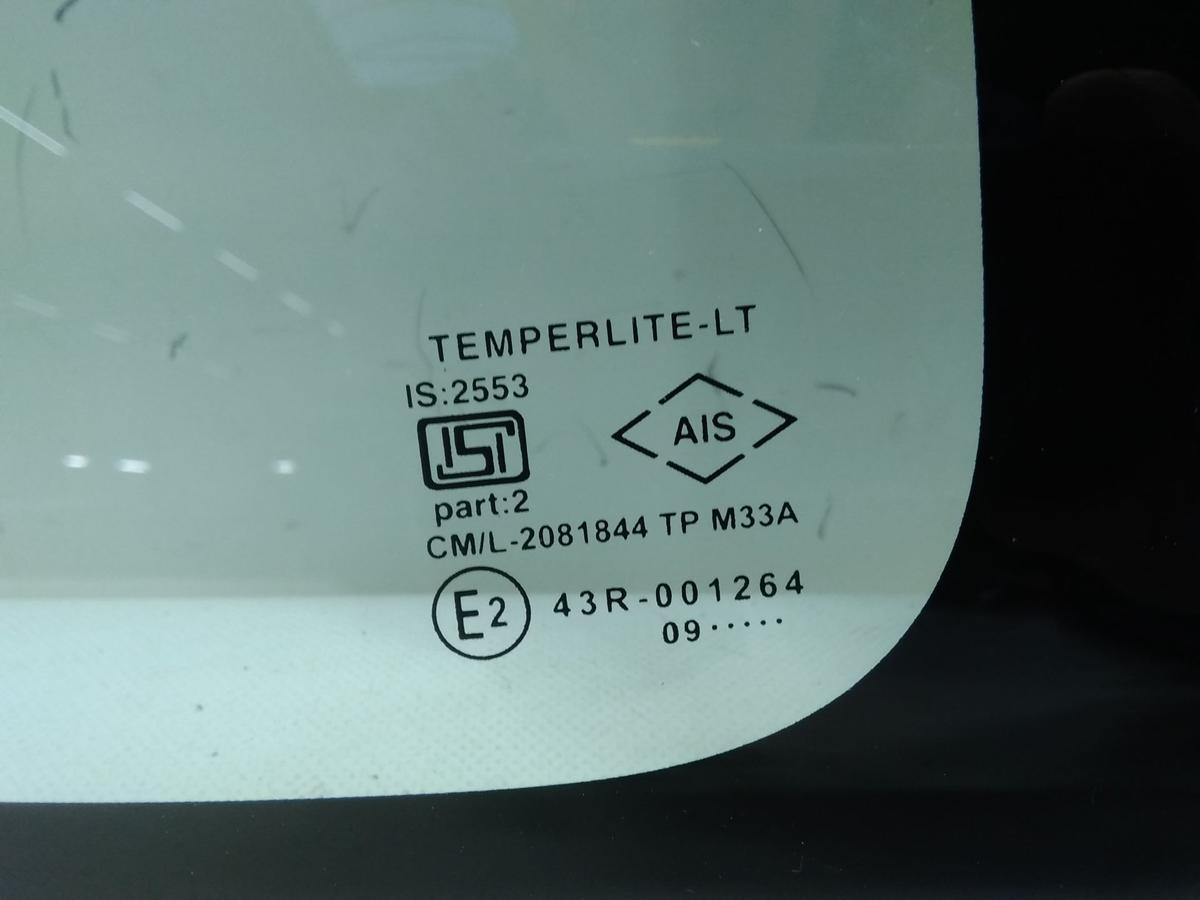 TEMPERLITE-LT
IS:2553
ISI
AIS
part:2
CM/L-2081844 TP M33A
E2 43R-001264
09·····